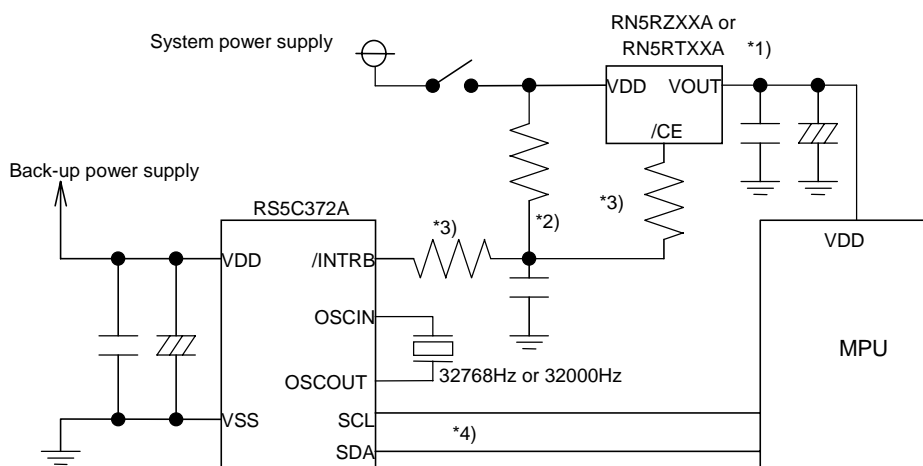 RN5RZXXA or
RN5RTXXA *1)
System power supply
VDD VOUT
/CE
Back-up power supply
RS5C372A
*3)
*2)
*3)
VDD
/INTRB
VDD
OSCIN
MPU
32768Hz or 32000Hz
OSCOUT
VSS
SCL
*4)
SDA